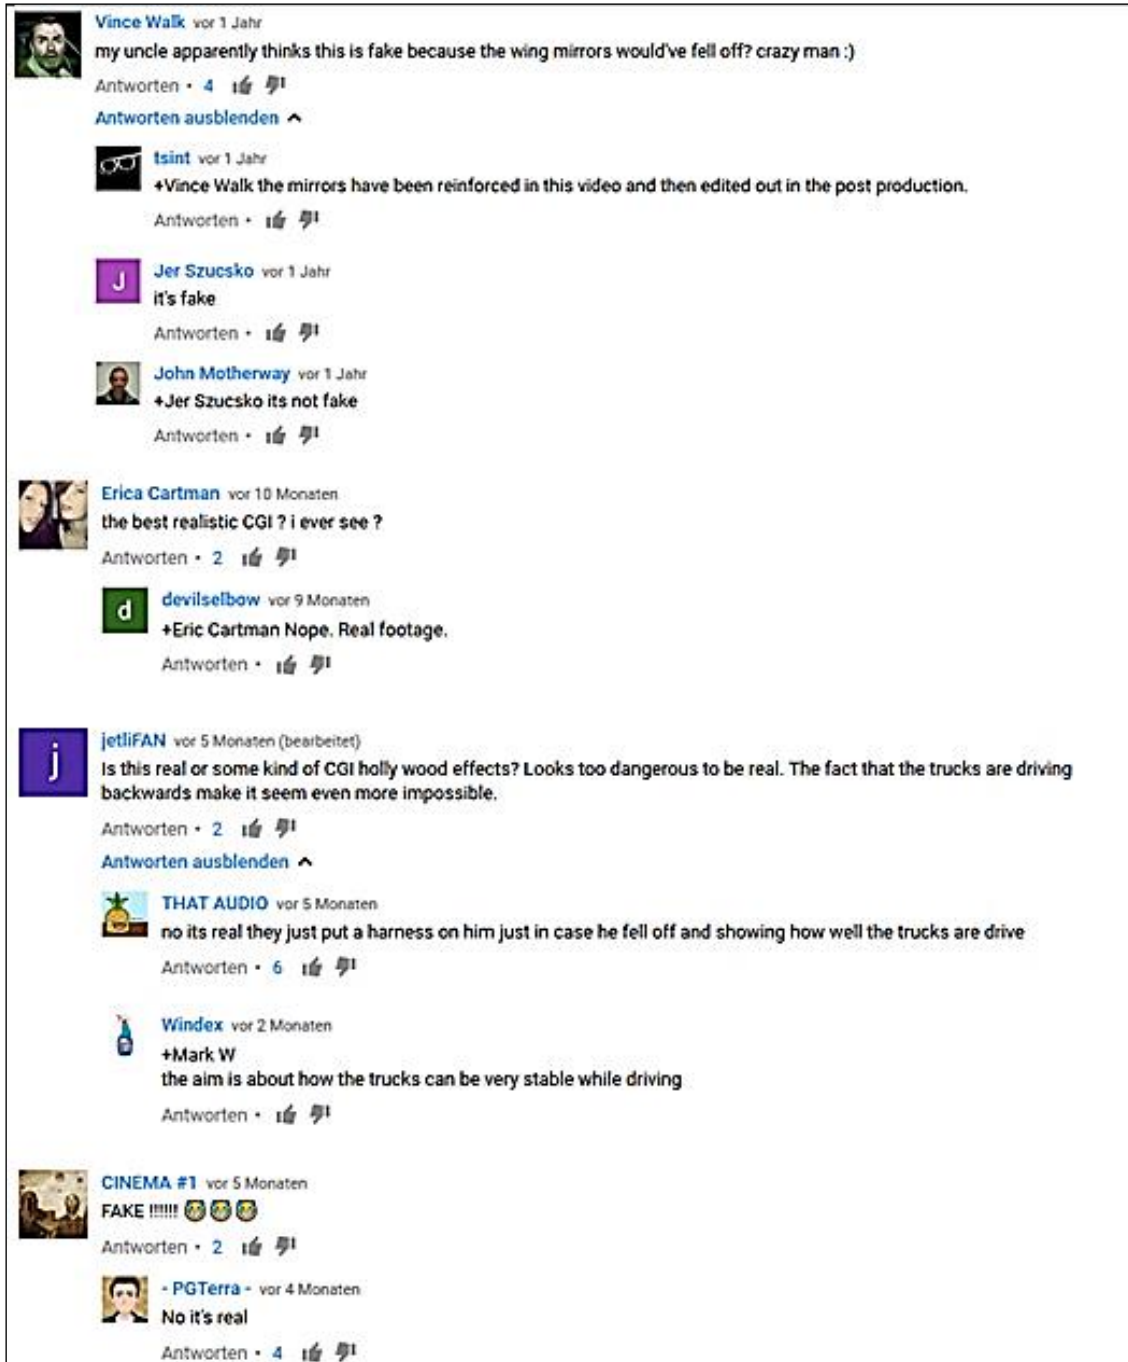 Vince Walk vor 1 Jahr
my uncle apparently thinks this is fake because the wing mirrors would've fell off? crazy man :)
Antworten • 4
Antworten ausblenden
tsint vor 1 Jahr
+Vince Walk the mirrors have been reinforced in this video and then edited out in the post production.
Antworten •
J
Jer Szucsko vor 1 Jahr
it's fake
Antworten •
John Motherway vor 1 Jahr
+Jer Szucsko its not fake
Antworten •
Erica Cartman vor 10 Monaten
the best realistic CGI ? i ever see ?
Antworten • 2
d
devilselbow vor 9 Monaten
+Eric Cartman Nope. Real footage.
Antworten •
j
jetliFAN vor 5 Monaten (bearbeitet)
Is this real or some kind of CGI holly wood effects? Looks too dangerous to be real. The fact that the trucks are driving
backwards make it seem even more impossible.
Antworten • 2
Antworten ausblenden
THAT AUDIO vor 5 Monaten
no its real they just put a harness on him just in case he fell off and showing how well the trucks are drive
Antworten • 6
Windex vor 2 Monaten
+Mark W
the aim is about how the trucks can be very stable while driving
Antworten •
CINEMA #1 vor 5 Monaten
FAKE !!!!!! 😂😂😂
Antworten • 2
- PGTerra - vor 4 Monaten
No it's real
Antworten • 4